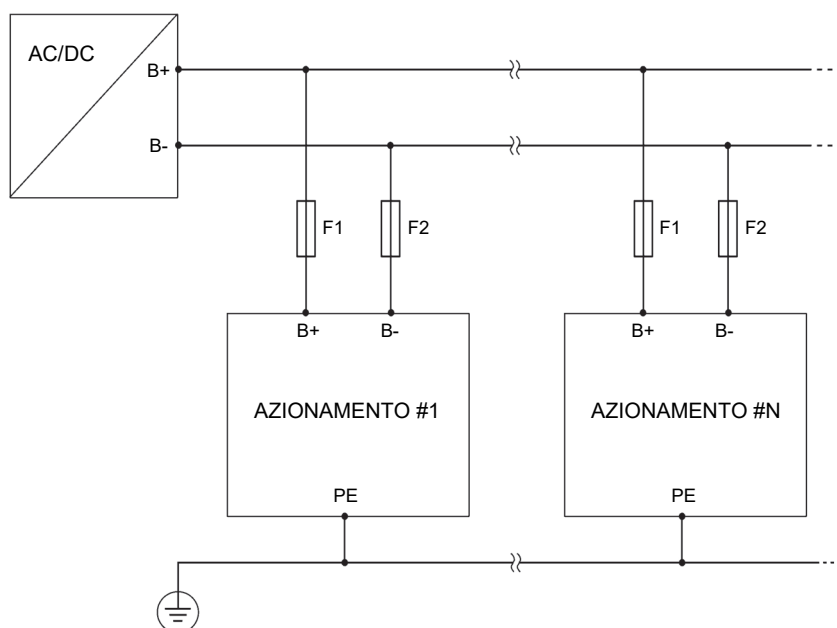 AC/DC
B+
B-
F1
F2
F1
F2
B+
B-
B+
B-
AZIONAMENTO #1
AZIONAMENTO #N
PE
PE